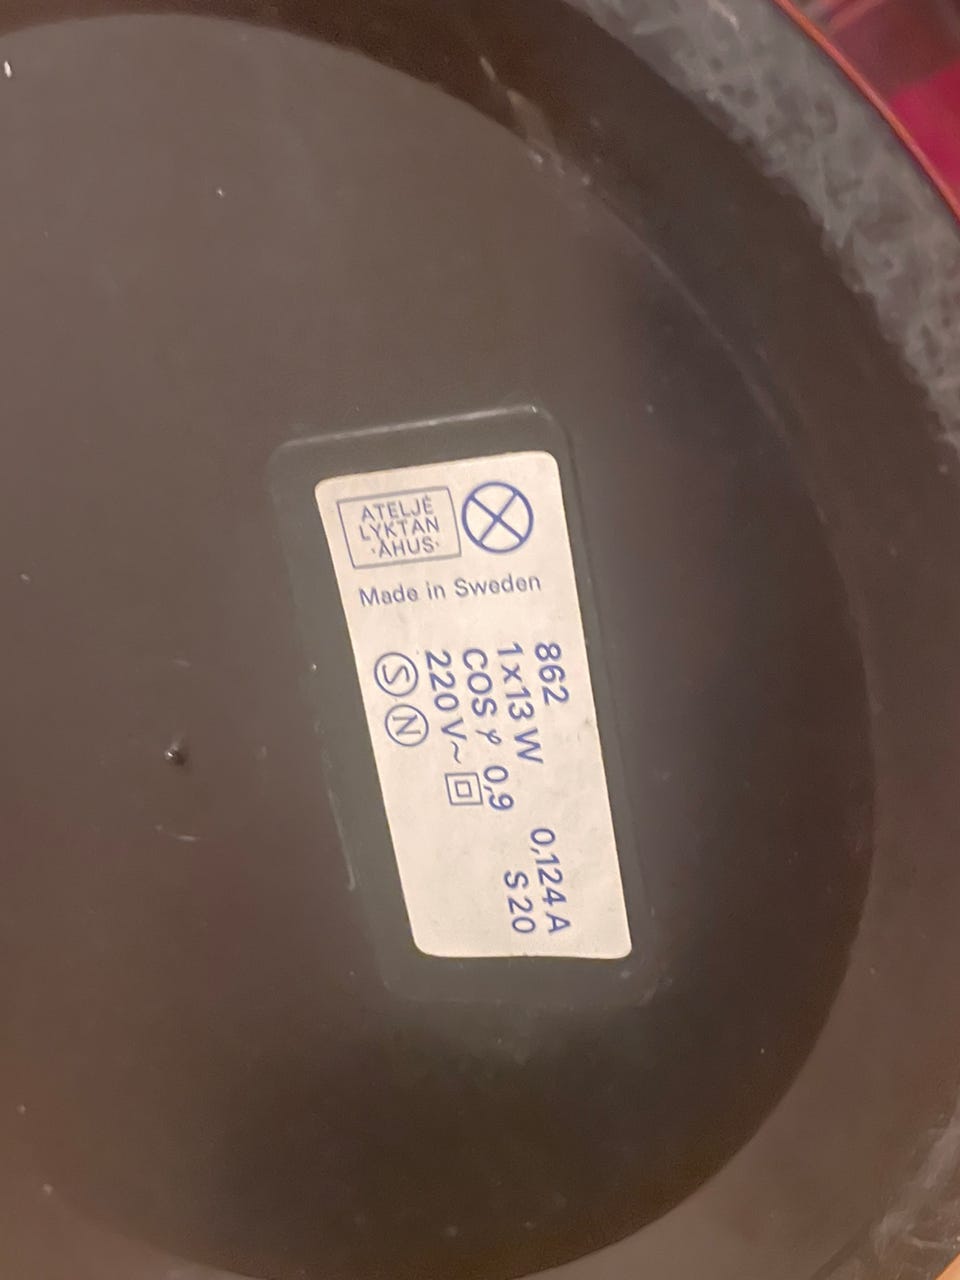 ATELJÉ
LYKTAN
·ÅHUS·
Made in Sweden
862 0,124 A
1x13 W S 20
COS φ 0,9
220 V~
S N